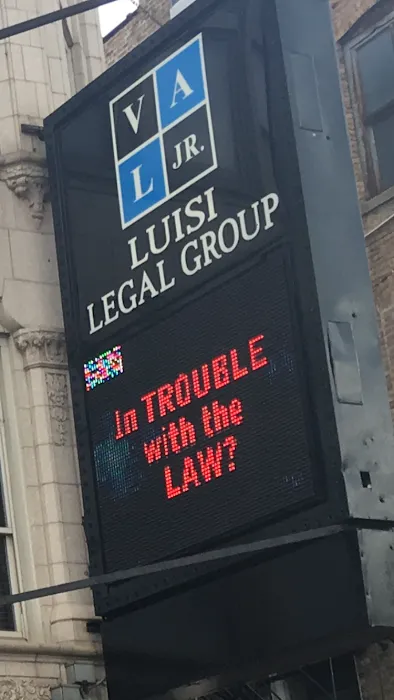 V A
L JR.
LUISI
LEGAL GROUP
In TROUBLE
with the
LAW?